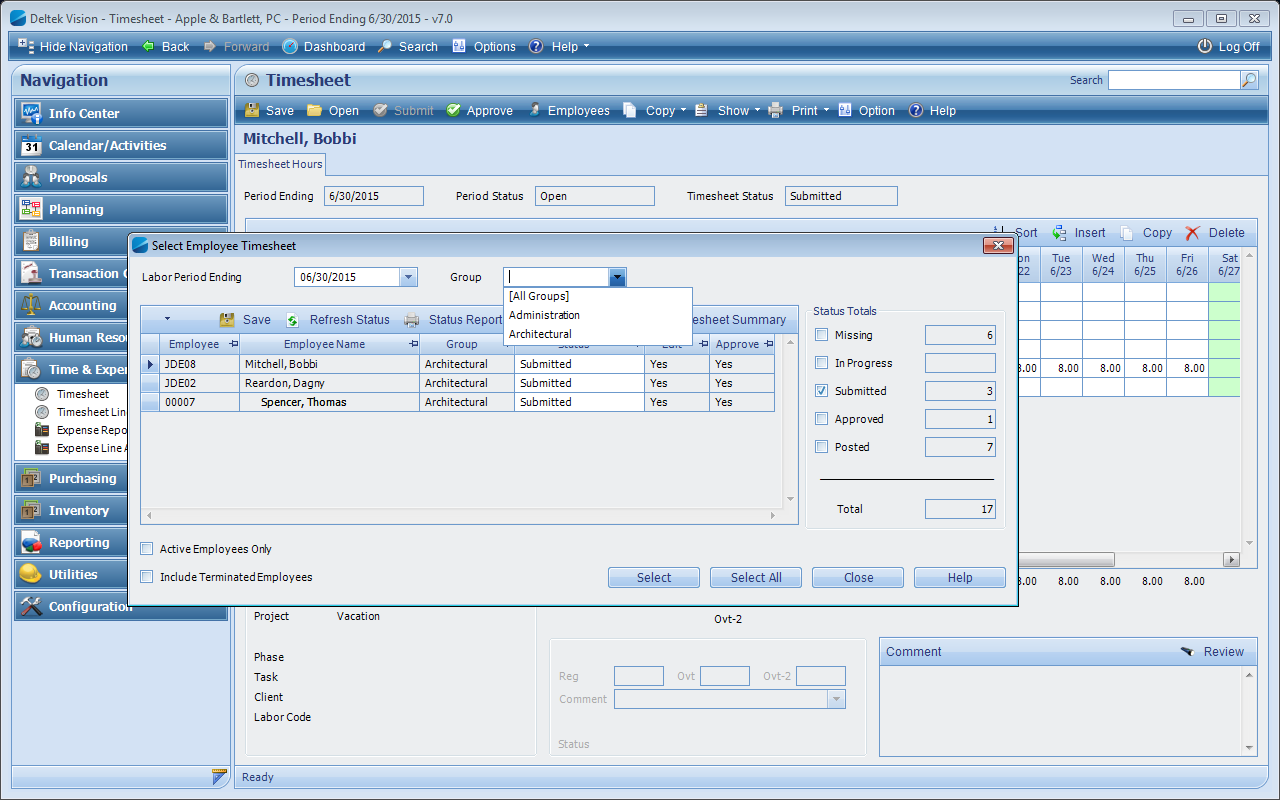 Deltek Vision - Timesheet - Apple & Bartlett, PC - Period Ending 6/30/2015 - v7.0
Hide Navigation Back Forward Dashboard Search Options Help Log Off
Navigation
Timesheet
Search
Info Center
Calendar/Activities
Proposals
Planning
Billing
Transaction
Accounting
Human Reso
Time & Expe
Timesheet
Timesheet Lin
Expense Repo
Expense Line A
Purchasing
Inventory
Reporting
Utilities
Configuration
Save Open Submit Approve Employees Copy Show Print Option Help
Mitchell, Bobbi
Timesheet Hours
Period Ending 6/30/2015 Period Status Open Timesheet Status Submitted
Sort Insert Copy Delete
on Tue Wed Thu Fri Sat
/22 6/23 6/24 6/25 6/26 6/27
8.00 8.00 8.00 8.00 8.00
Select Employee Timesheet
Labor Period Ending 06/30/2015 Group
[All Groups]
Administration
Architectural
Save Refresh Status Status Report esheet Summary
Employee Employee Name Group Status Edit Approve
JDE08 Mitchell, Bobbi Architectural Submitted Yes Yes
JDE02 Reardon, Dagny Architectural Submitted Yes Yes
00007 Spencer, Thomas Architectural Submitted Yes Yes
Status Totals
Missing 6
In Progress
Submitted 3
Approved 1
Posted 7
Total 17
Active Employees Only
Include Terminated Employees
Select Select All Close Help
8.00 8.00 8.00 8.00 8.00
Project Vacation
Phase
Task
Client
Labor Code
Ovt-2
Reg Ovt Ovt-2
Comment
Status
Comment Review
Ready